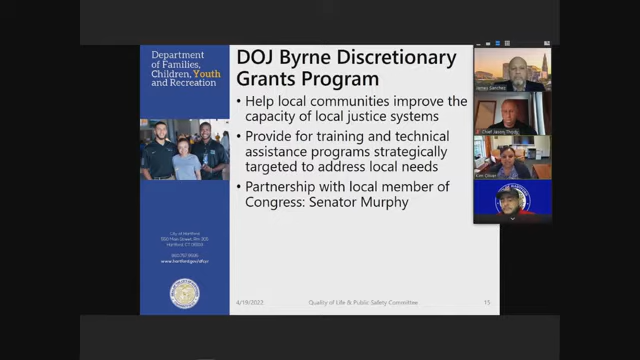 Department
of Families,
Children, Youth
and Recreation
DOJ Byrne Discretionary
Grants Program
• Help local communities improve the
capacity of local justice systems
• Provide for training and technical
assistance programs strategically
targeted to address local needs
• Partnership with local member of
Congress: Senator Murphy
City of Hartford
550 Main Street, Rm 305
Hartford, CT 06103
www.hartford.gov/dfcyr
4/19/2022
Quality of Life & Public Safety Committee
15
James Sanchez
Chief Jason Thody
Kim Oliver